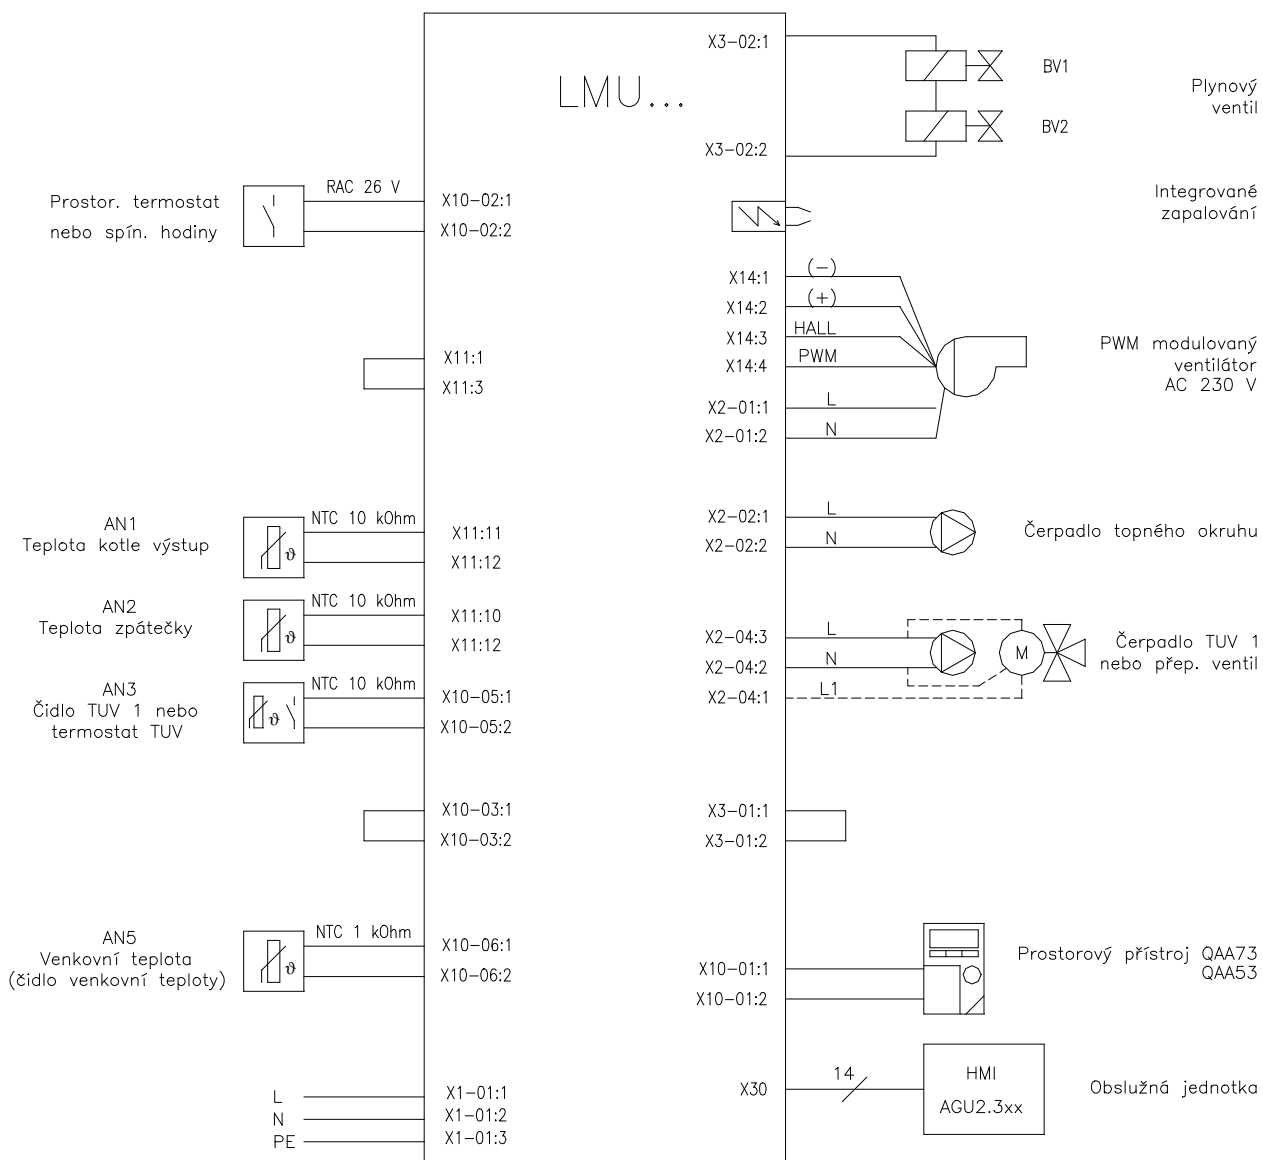 LMU...
Prostor. termostat
nebo spín. hodiny
RAC 26 V
X10-02:1
X10-02:2
X11:1
X11:3
AN1
Teplota kotle výstup
NTC 10 kOhm
ϑ
X11:11
X11:12
AN2
Teplota zpátečky
NTC 10 kOhm
ϑ
X11:10
X11:12
AN3
Čidlo TUV 1 nebo
termostat TUV
NTC 10 kOhm
ϑ
X10-05:1
X10-05:2
X10-03:1
X10-03:2
AN5
Venkovní teplota
(čidlo venkovní teploty)
NTC 1 kOhm
ϑ
X10-06:1
X10-06:2
L
N
PE
X1-01:1
X1-01:2
X1-01:3
X3-02:1
X3-02:2
BV1
BV2
Plynový
ventil
Integrované
zapalování
X14:1
(-)
X14:2
(+)
X14:3
HALL
X14:4
PWM
X2-01:1
L
X2-01:2
N
PWM modulovaný
ventilátor
AC 230 V
X2-02:1
L
X2-02:2
N
Čerpadlo topného okruhu
X2-04:3
L
X2-04:2
N
X2-04:1
L1
M
Čerpadlo TUV 1
nebo přep. ventil
X3-01:1
X3-01:2
X10-01:1
X10-01:2
Prostorový přístroj QAA73
QAA53
X30
14
HMI
AGU2.3xx
Obslužná jednotka